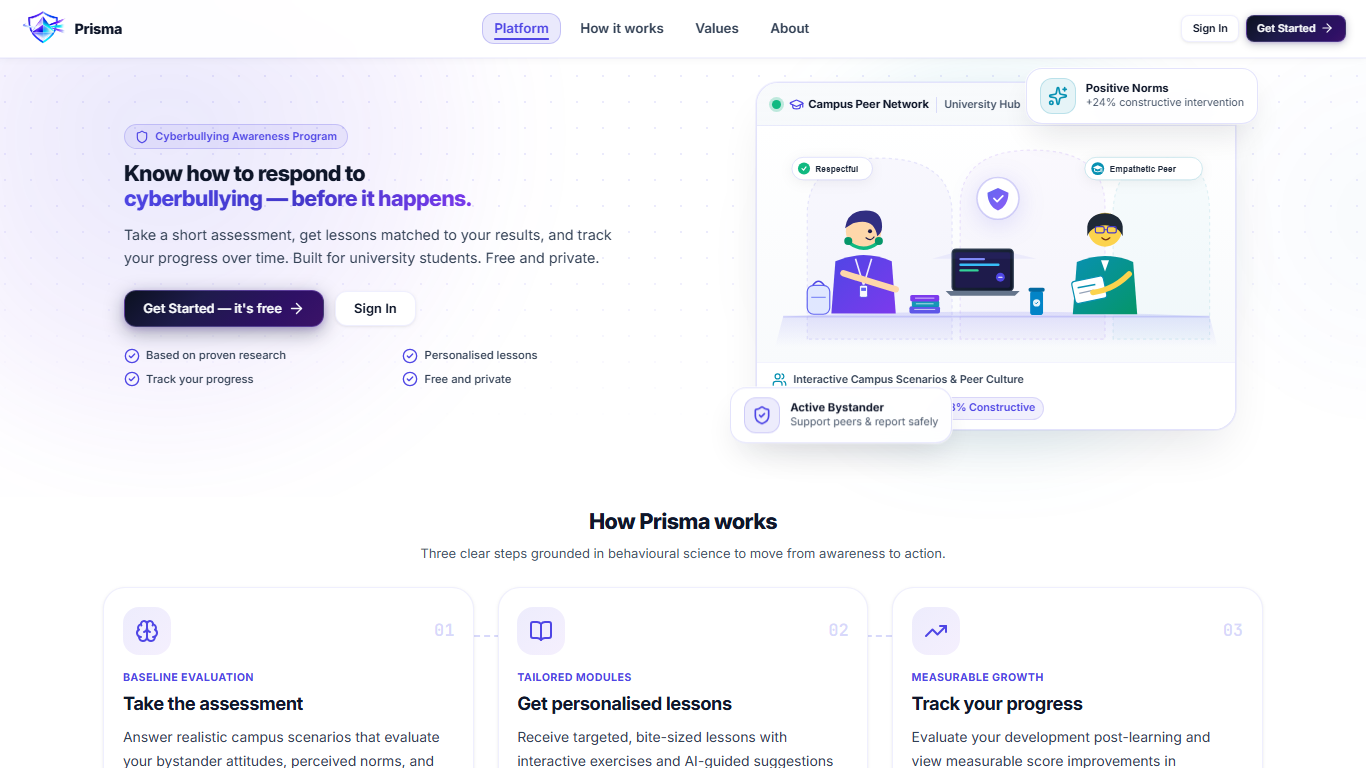 Prisma
Platform
How it works
Values
About
Sign In
Get Started
Cyberbullying Awareness Program
Know how to respond to
cyberbullying — before it happens.
Take a short assessment, get lessons matched to your results, and track
your progress over time. Built for university students. Free and private.
Get Started — it's free
Sign In
Based on proven research
Personalised lessons
Track your progress
Free and private
Campus Peer Network
University Hub
Positive Norms
+24% constructive intervention
Respectful
Empathetic Peer
Interactive Campus Scenarios & Peer Culture
Active Bystander
Support peers & report safely
% Constructive
How Prisma works
Three clear steps grounded in behavioural science to move from awareness to action.
01
BASELINE EVALUATION
Take the assessment
Answer realistic campus scenarios that evaluate
your bystander attitudes, perceived norms, and
02
TAILORED MODULES
Get personalised lessons
Receive targeted, bite-sized lessons with
interactive exercises and AI-guided suggestions
03
MEASURABLE GROWTH
Track your progress
Evaluate your development post-learning and
view measurable score improvements in